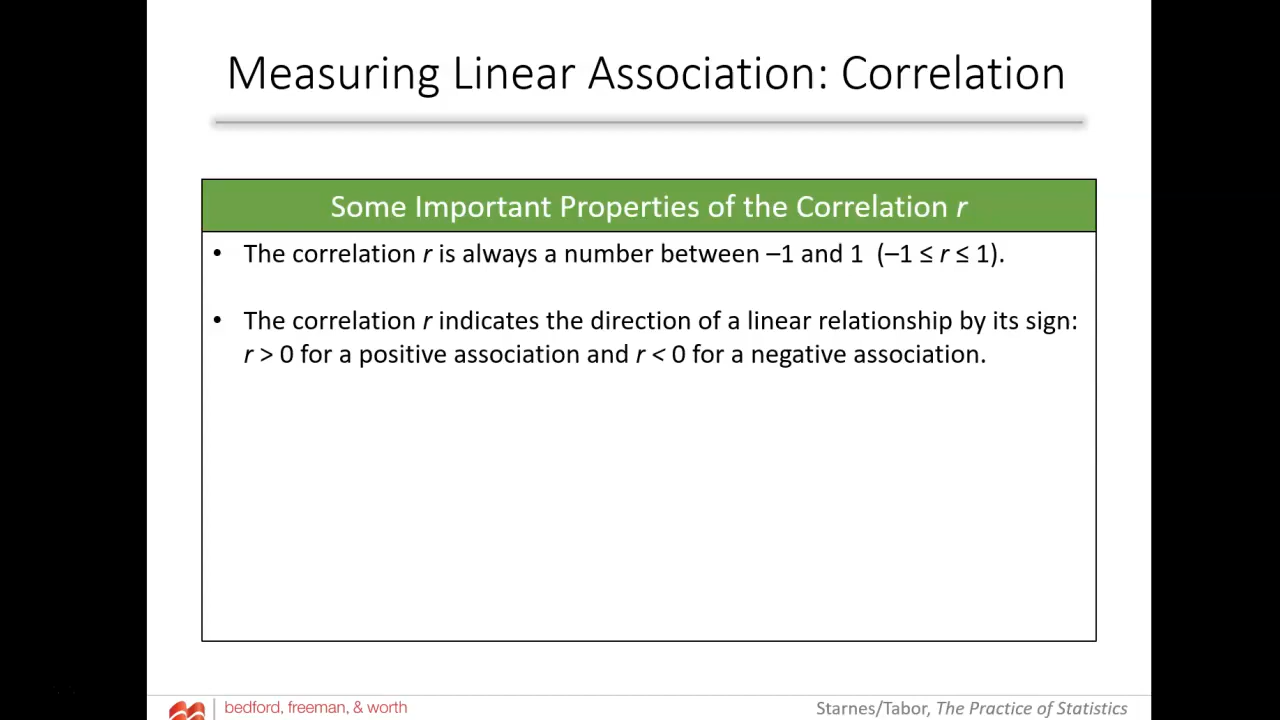 Measuring Linear Association: Correlation
Some Important Properties of the Correlation r
• The correlation r is always a number between –1 and 1 (–1 ≤ r ≤ 1).
• The correlation r indicates the direction of a linear relationship by its sign:
r > 0 for a positive association and r < 0 for a negative association.
bedford, freeman, & worth
Starnes/Tabor, The Practice of Statistics